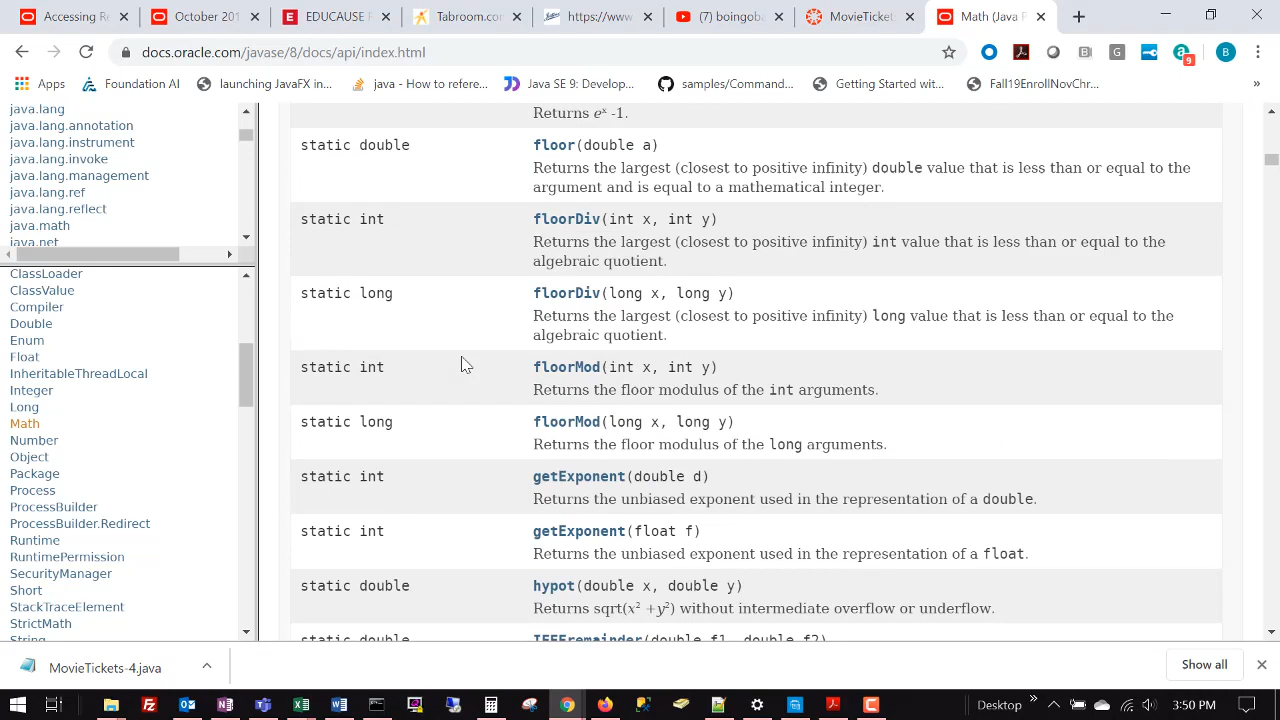 Accessing Re
October 201
EDUCAUSE R
Tabroom.co
https://www
(7) bomgoba
MovieTicket
Math (Java P
docs.oracle.com/javase/8/docs/api/index.html
G
9
B
Apps
Foundation AI
launching JavaFX in...
java - How to refere...
Java SE 9: Develop...
samples/Command...
Getting Started wit...
Fall19EnrollNovChr...
»
java.lang
java.lang.annotation
java.lang.instrument
java.lang.invoke
java.lang.management
java.lang.ref
java.lang.reflect
java.math
java.net
ClassLoader
ClassValue
Compiler
Double
Enum
Float
InheritableThreadLocal
Integer
Long
Math
Number
Object
Package
Process
ProcessBuilder
ProcessBuilder.Redirect
Runtime
RuntimePermission
SecurityManager
Short
StackTraceElement
StrictMath
String
Returns eˣ -1.
static double floor(double a)
Returns the largest (closest to positive infinity) double value that is less than or equal to the
argument and is equal to a mathematical integer.
static int floorDiv(int x, int y)
Returns the largest (closest to positive infinity) int value that is less than or equal to the
algebraic quotient.
static long floorDiv(long x, long y)
Returns the largest (closest to positive infinity) long value that is less than or equal to the
algebraic quotient.
static int floorMod(int x, int y)
Returns the floor modulus of the int arguments.
static long floorMod(long x, long y)
Returns the floor modulus of the long arguments.
static int getExponent(double d)
Returns the unbiased exponent used in the representation of a double.
static int getExponent(float f)
Returns the unbiased exponent used in the representation of a float.
static double hypot(double x, double y)
Returns sqrt(x² +y²) without intermediate overflow or underflow.
static double IEEEremainder(double f1, double f2)
MovieTickets-4.java
Show all
Desktop
»
3:50 PM